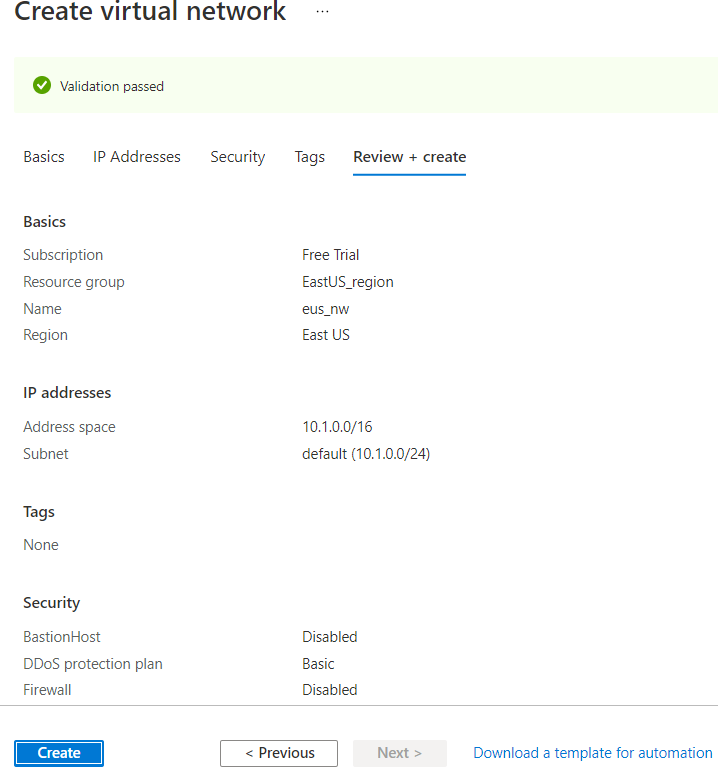 Create virtual network ...
Validation passed
Basics IP Addresses Security Tags Review + create
Basics
Subscription Free Trial
Resource group EastUS_region
Name eus_nw
Region East US
IP addresses
Address space 10.1.0.0/16
Subnet default (10.1.0.0/24)
Tags
None
Security
BastionHost Disabled
DDoS protection plan Basic
Firewall Disabled
Create < Previous Next > Download a template for automation